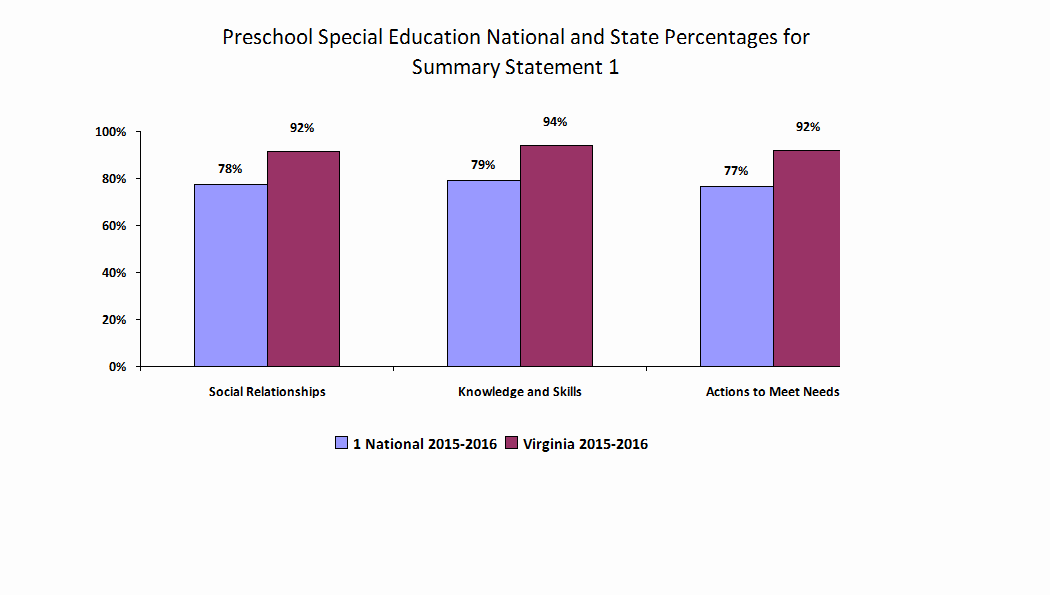 Preschool Special Education National and State Percentages for
Summary Statement 1
100%
80%
60%
40%
20%
0%
78%
92%
79%
94%
77%
92%
Social Relationships
Knowledge and Skills
Actions to Meet Needs
1 National 2015-2016
Virginia 2015-2016